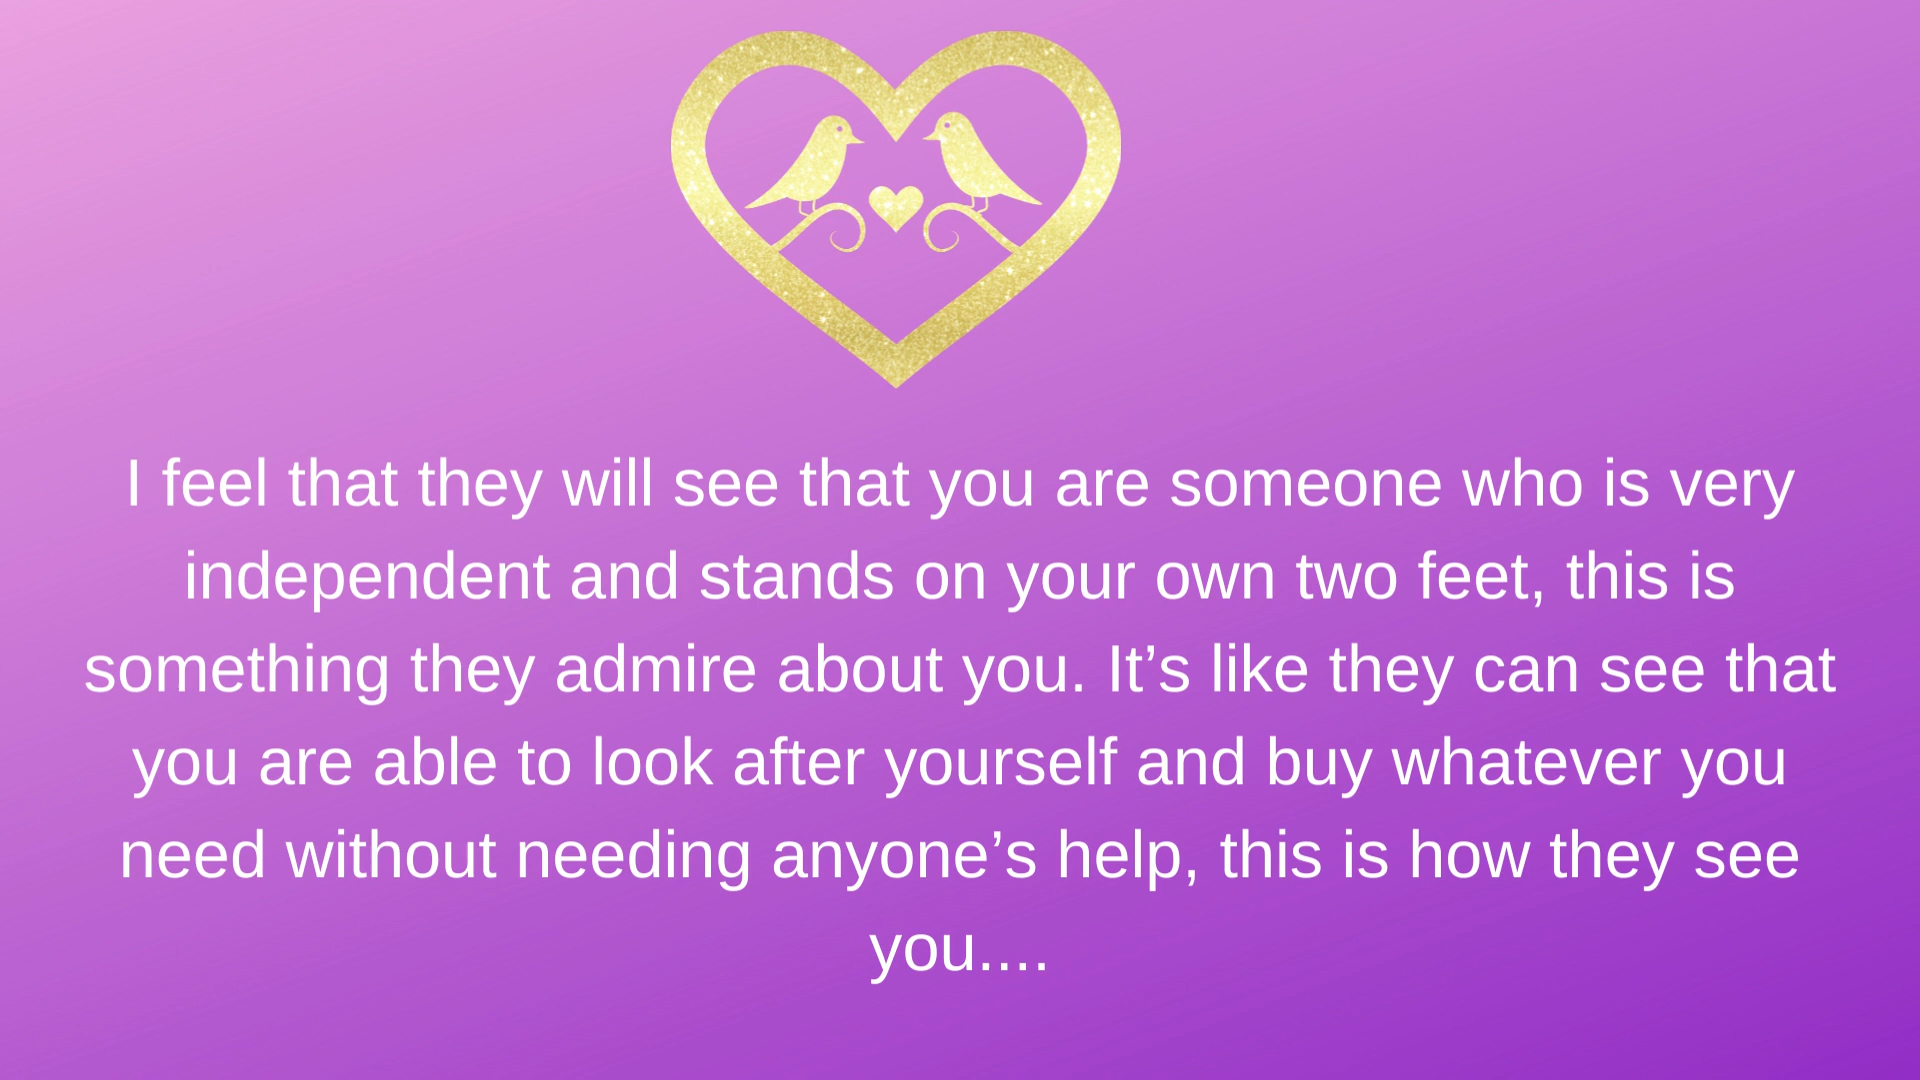 I feel that they will see that you are someone who is very
independent and stands on your own two feet, this is
something they admire about you. It’s like they can see that
you are able to look after yourself and buy whatever you
need without needing anyone’s help, this is how they see
you....